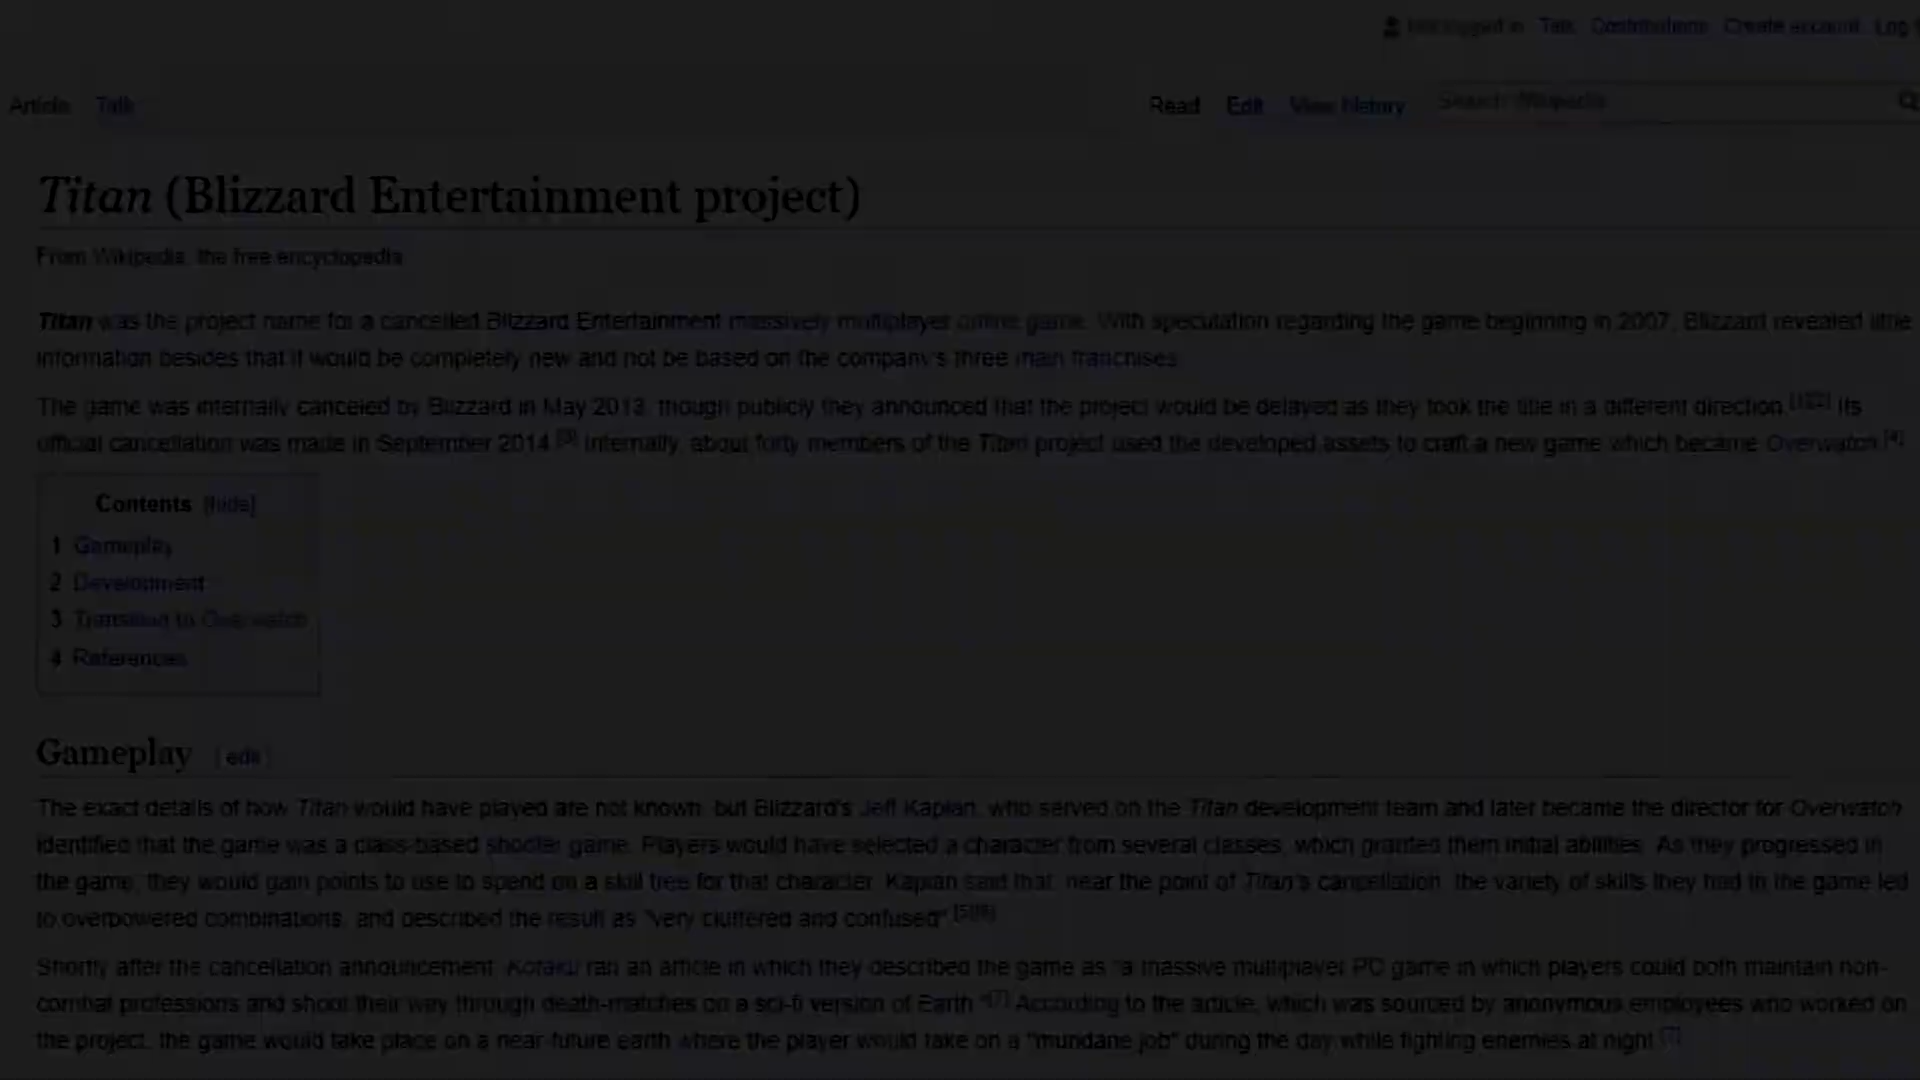 Not logged in Talk Contributions Create account Log
Article Talk Read Edit View history Search Wikipedia
Titan (Blizzard Entertainment project)
From Wikipedia, the free encyclopedia
Titan was the project name for a cancelled Blizzard Entertainment massively multiplayer online game. With speculation regarding the game beginning in 2007, Blizzard revealed little
information besides that it would be completely new and not be based on the company's three main franchises.
The game was internally canceled by Blizzard in May 2013, though publicly they announced that the project would be delayed as they took the title in a different direction.[1][2] Its
official cancellation was made in September 2014.[3] Internally, about forty members of the Titan project used the developed assets to craft a new game which became Overwatch.[4]
Contents [hide]
1 Gameplay
2 Development
3 Transition to Overwatch
4 References
Gameplay [edit]
The exact details of how Titan would have played are not known, but Blizzard's Jeff Kaplan, who served on the Titan development team and later became the director for Overwatch
identified that the game was a class-based shooter game. Players would have selected a character from several classes, which granted them initial abilities. As they progressed in
the game, they would gain points to use to spend on a skill tree for that character. Kaplan said that, near the point of Titan's cancellation, the variety of skills they had in the game led
to overpowered combinations, and described the result as "very cluttered and confused".[5][6]
Shortly after the cancellation announcement, Kotaku ran an article in which they described the game as "a massive multiplayer PC game in which players could both maintain non-
combat professions and shoot their way through death-matches on a sci-fi version of Earth."[7] According to the article, which was sourced by anonymous employees who worked on
the project, the game would take place on a near-future earth where the player would take on a "mundane job" during the day while fighting enemies at night.[7]